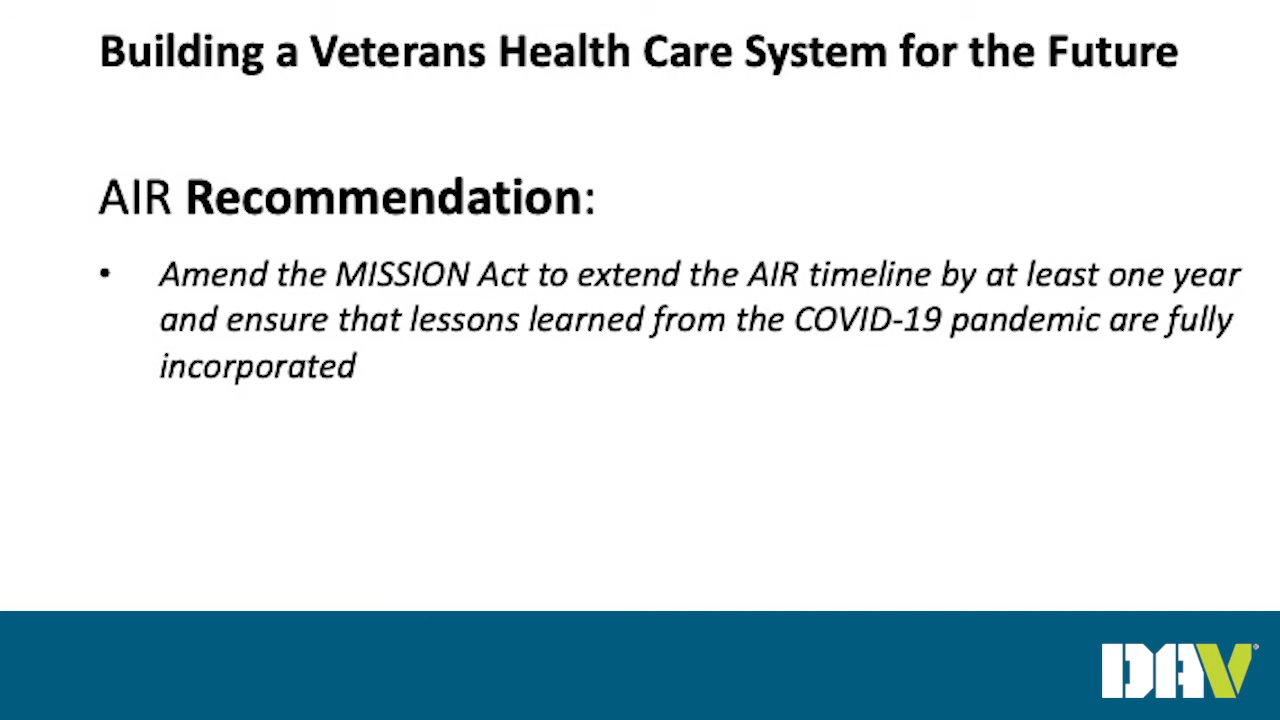 Building a Veterans Health Care System for the Future
AIR Recommendation:
• Amend the MISSION Act to extend the AIR timeline by at least one year
and ensure that lessons learned from the COVID-19 pandemic are fully
incorporated
DAV®